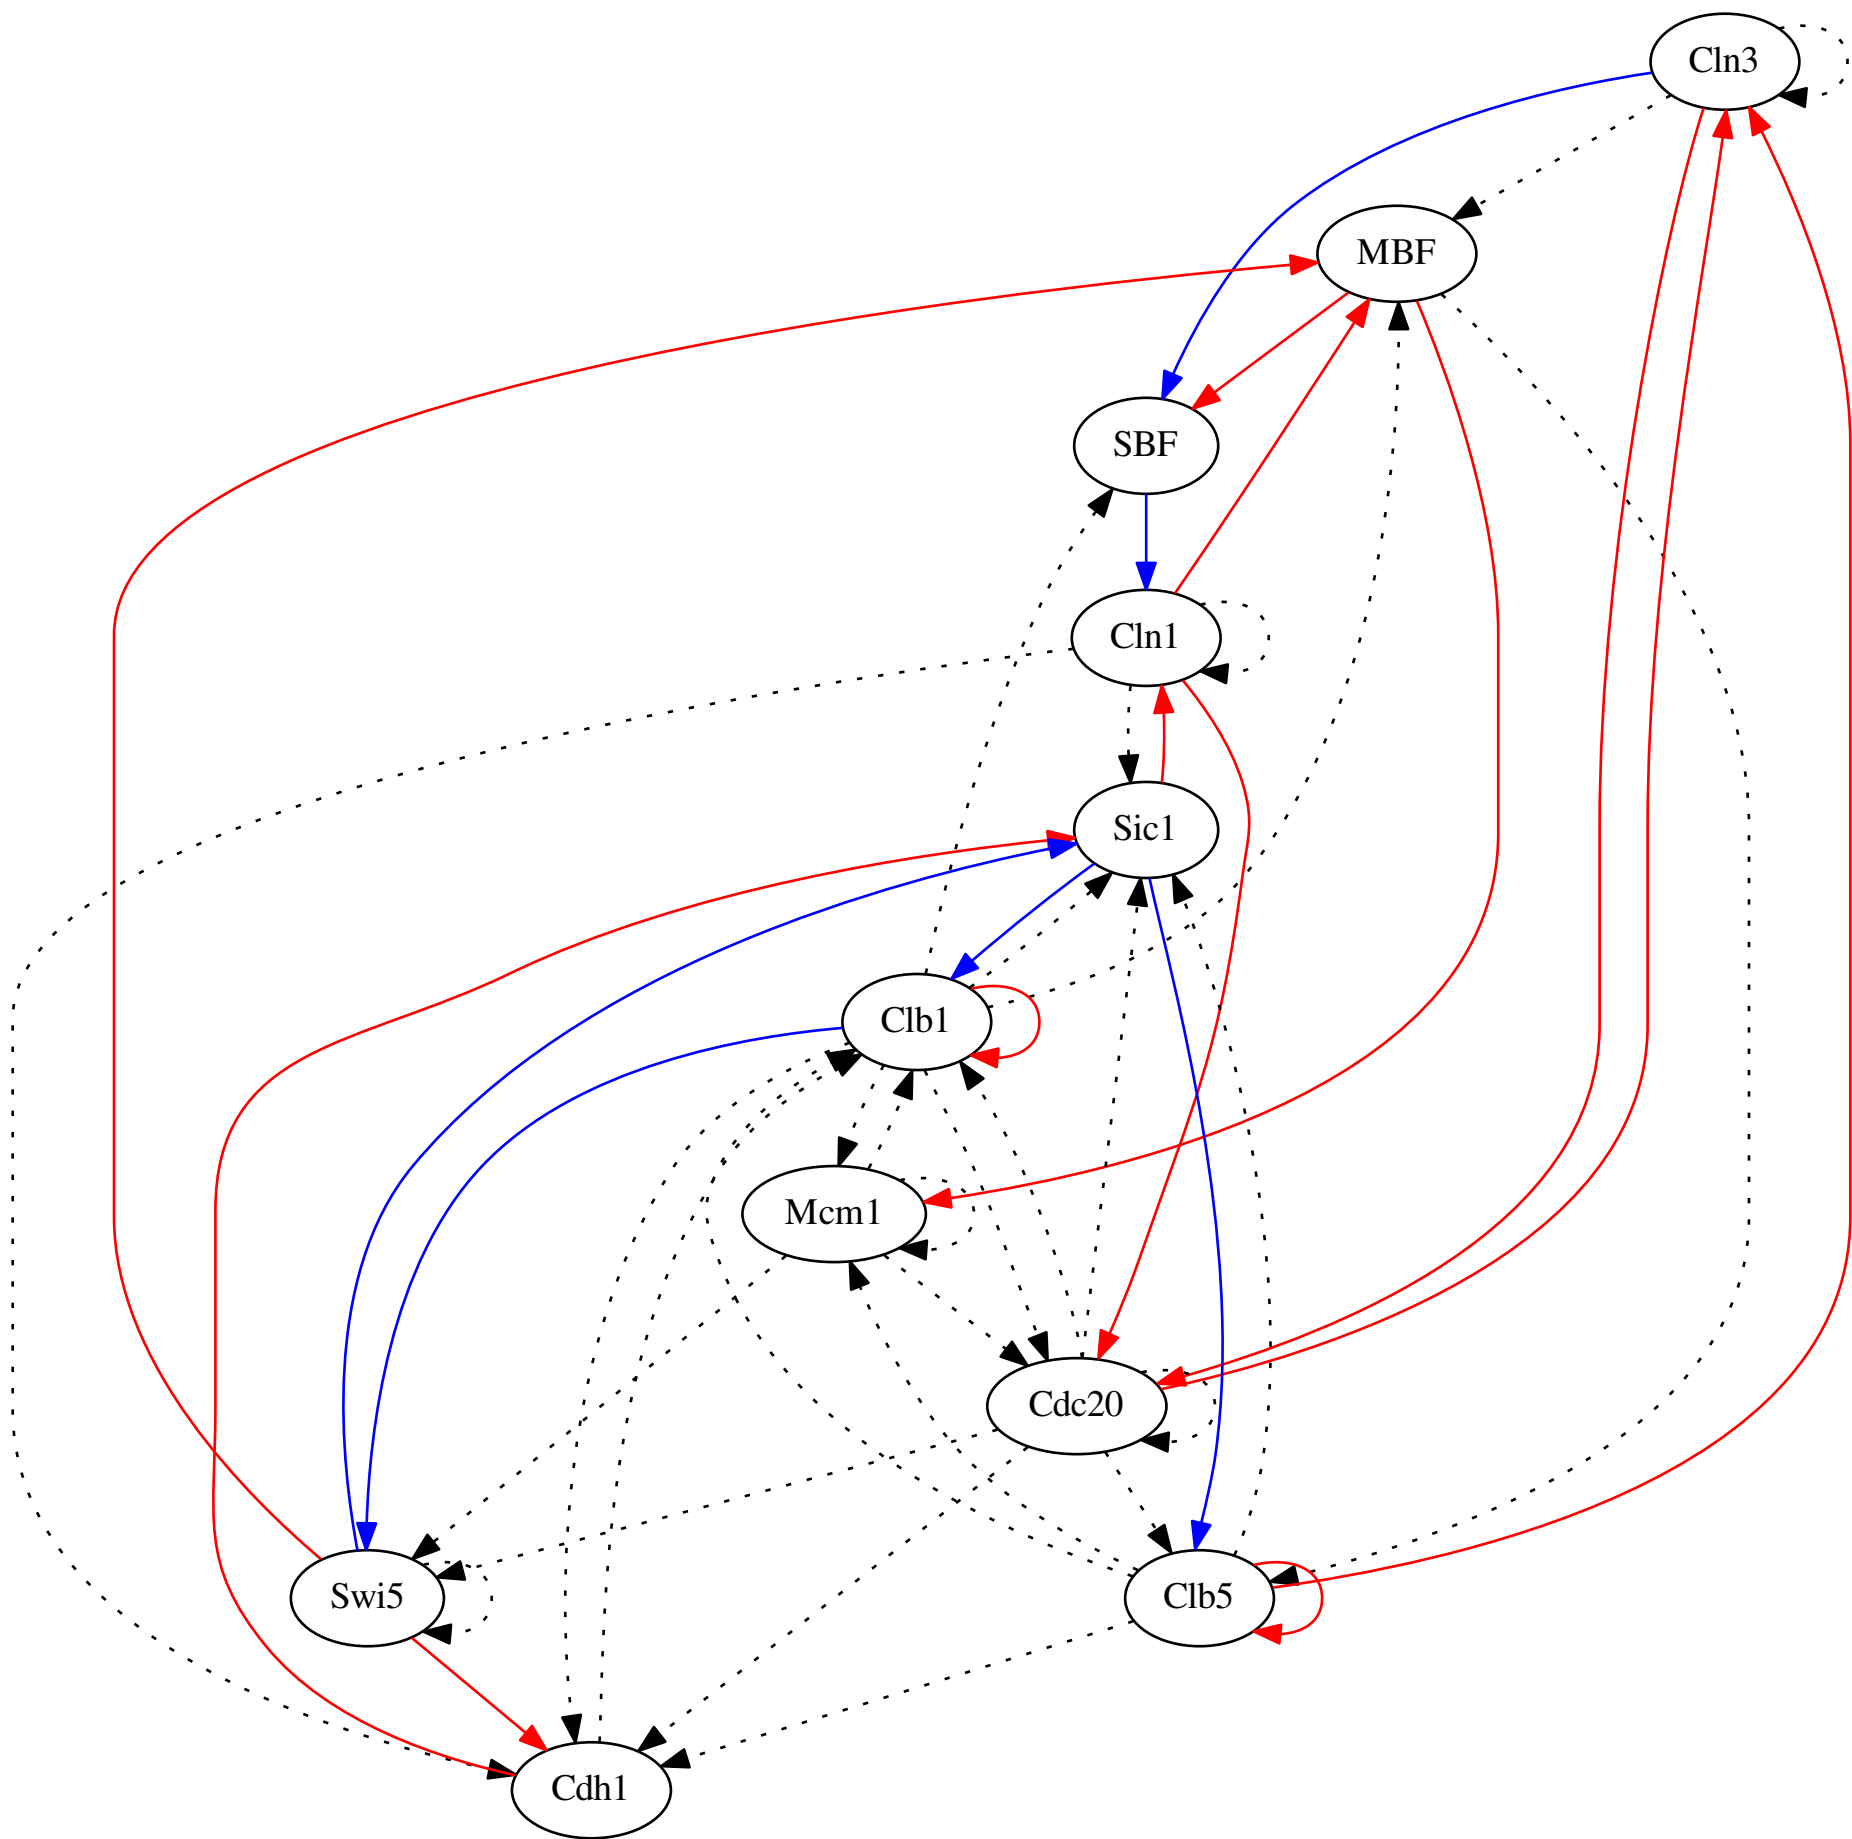 Cln3
MBF
SBF
Cln1
Sic1
Clb1
Mcm1
Cdc20
Swi5
Clb5
Cdh1